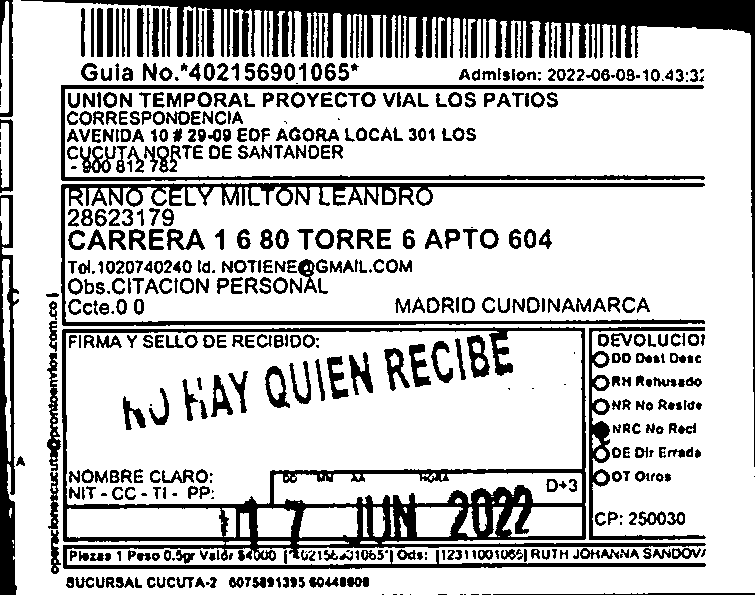 Guia No.*402156901065*
Admision: 2022-06-08-10.43:3
UNION TEMPORAL PROYECTO VIAL LOS PATIOS
CORRESPONDENCIA
AVENIDA 10 # 29-09 EDF AGORA LOCAL 301 LOS
CUCUTA NORTE DE SANTANDER
- 900 812 782
RIANO CELY MILTON LEANDRO
28623179
CARRERA 1 6 80 TORRE 6 APTO 604
Tel.1020740240 Id. NOTIENE@GMAIL.COM
Obs.CITACION PERSONAL
Ccte.0 0 MADRID CUNDINAMARCA
FIRMA Y SELLO DE RECIBIDO:
NO HAY QUIEN RECIBE
NOMBRE CLARO:
NIT - CC - TI - PP:
DD MM AA HORA
D+3
17 JUN 2022
DEVOLUCIO
DD Dest Desc
RH Rehusado
NR No Reside
NRC No Reci
DE Dir Errada
OT Otros
CP: 250030
Piezas 1 Peso 0.5gr Valor $4000 [*402156901065*] Ods: [12311001065] RUTH JOHANNA SANDOV
SUCURSAL CUCUTA-2 6075891395
operacionescucuta@prontoenvios.com.co |